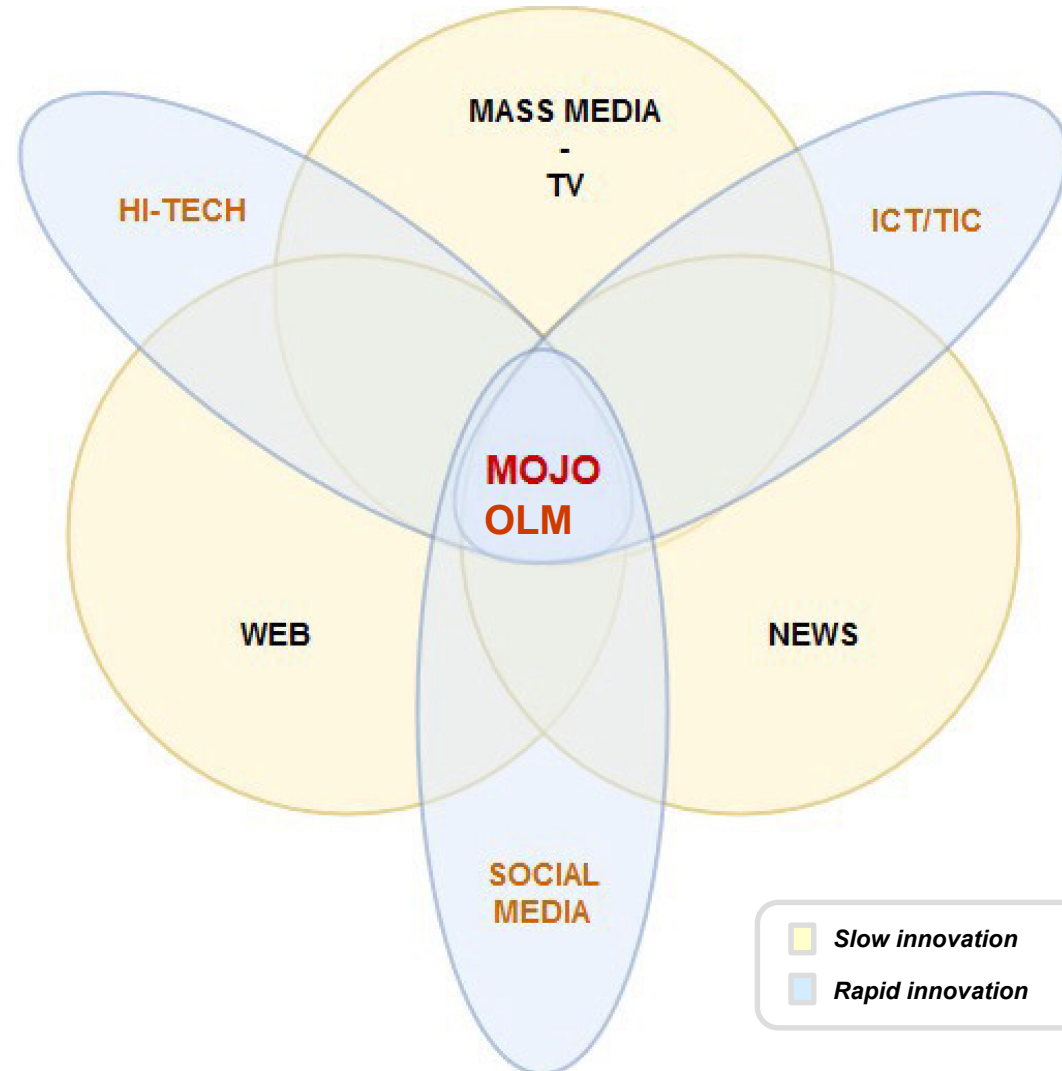 MASS MEDIA
-
TV
HI-TECH
ICT/TIC
MOJO
OLM
WEB
NEWS
SOCIAL
MEDIA
Slow innovation
Rapid innovation